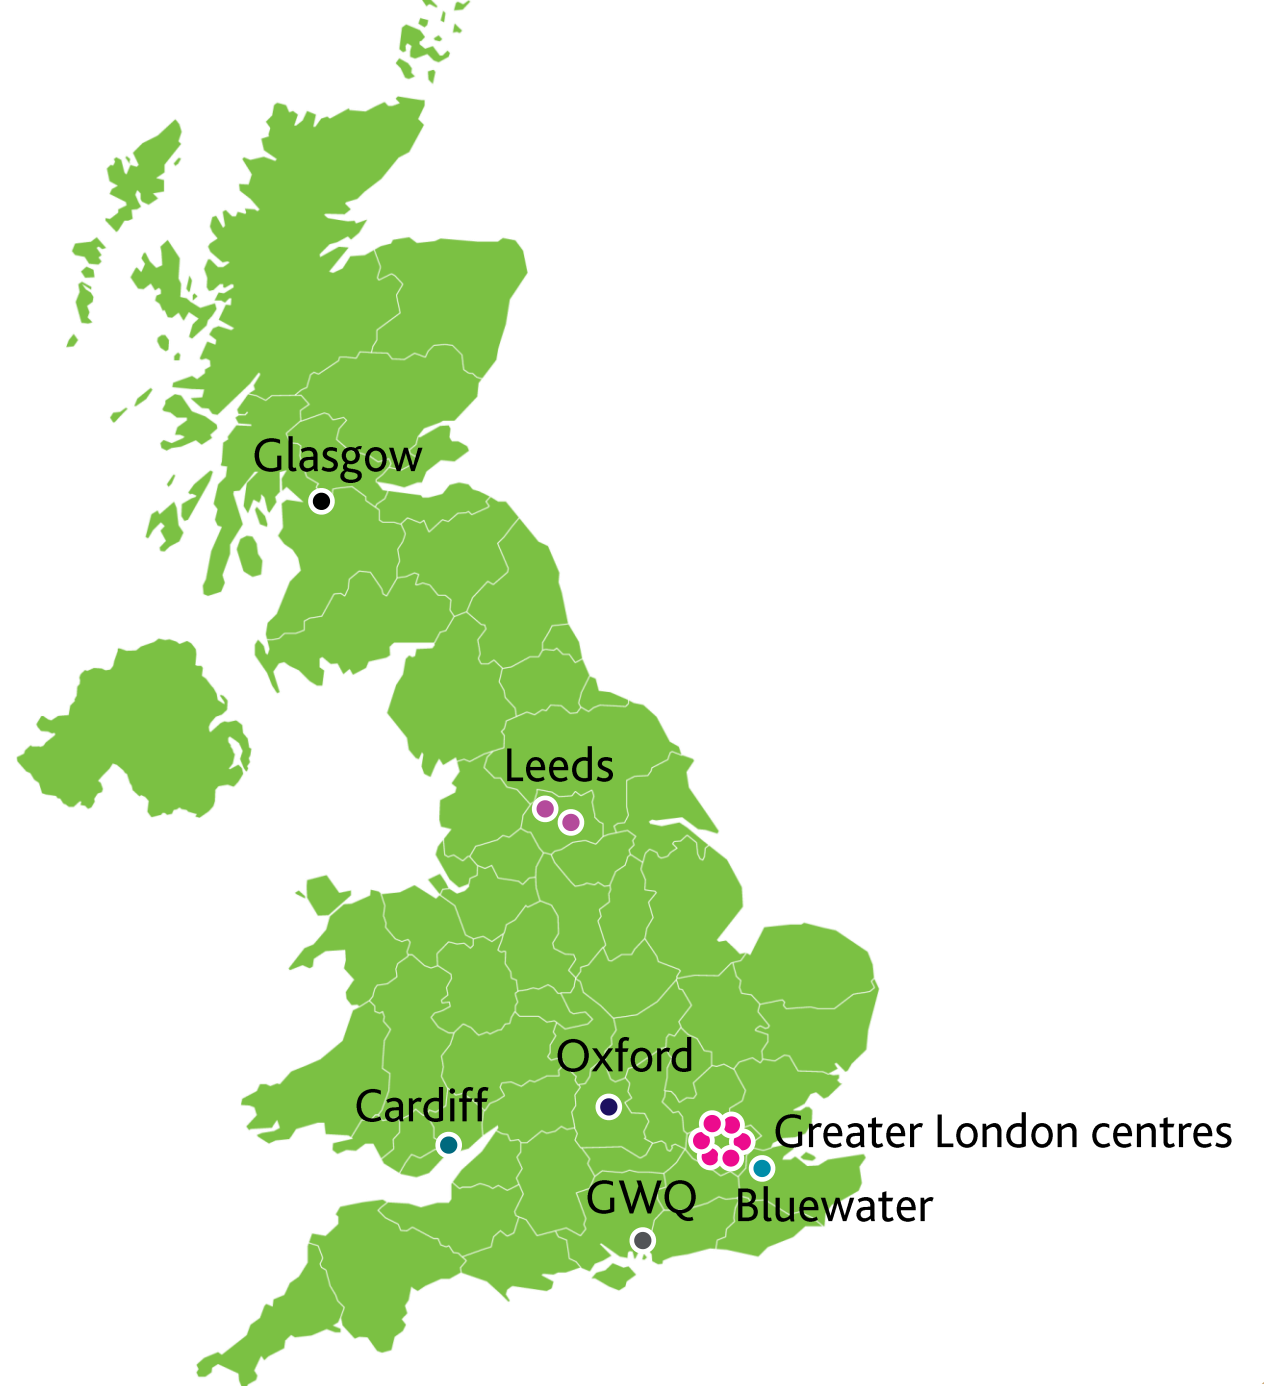 Glasgow
Leeds
Oxford
Cardiff
Greater London centres
GWQ
Bluewater